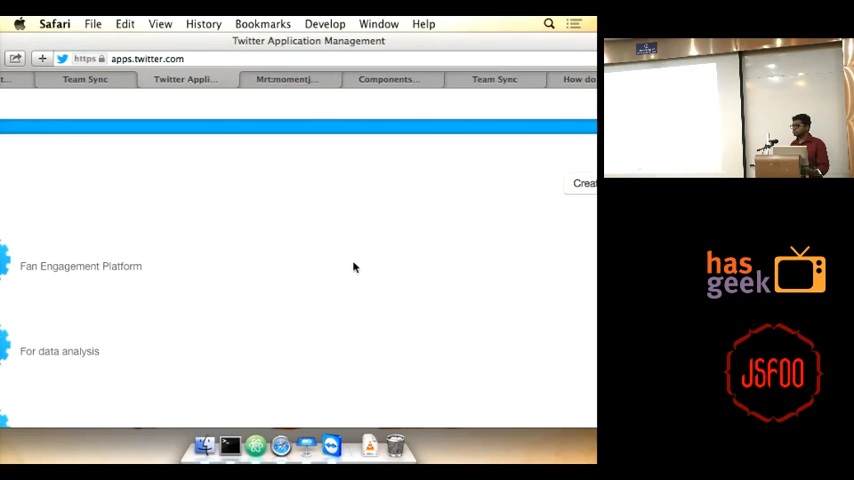 Safari File Edit View History Bookmarks Develop Window Help
Twitter Application Management
https apps.twitter.com
t... Team Sync Twitter Appli... Mrt:momentj... Components... Team Sync How do
Creat
Fan Engagement Platform
For data analysis
has
geek
JSFOO